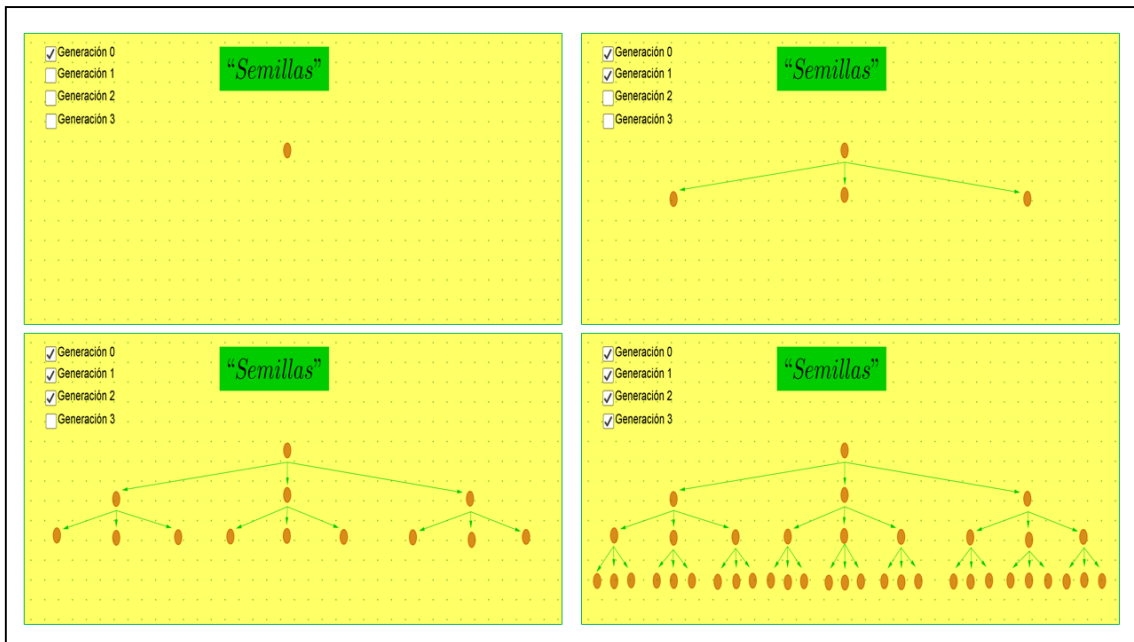 Generación 0
“Semillas”
Generación 1
Generación 2
Generación 3
Generación 0
“Semillas”
Generación 1
Generación 2
Generación 3
Generación 0
“Semillas”
Generación 1
Generación 2
Generación 3
Generación 0
“Semillas”
Generación 1
Generación 2
Generación 3